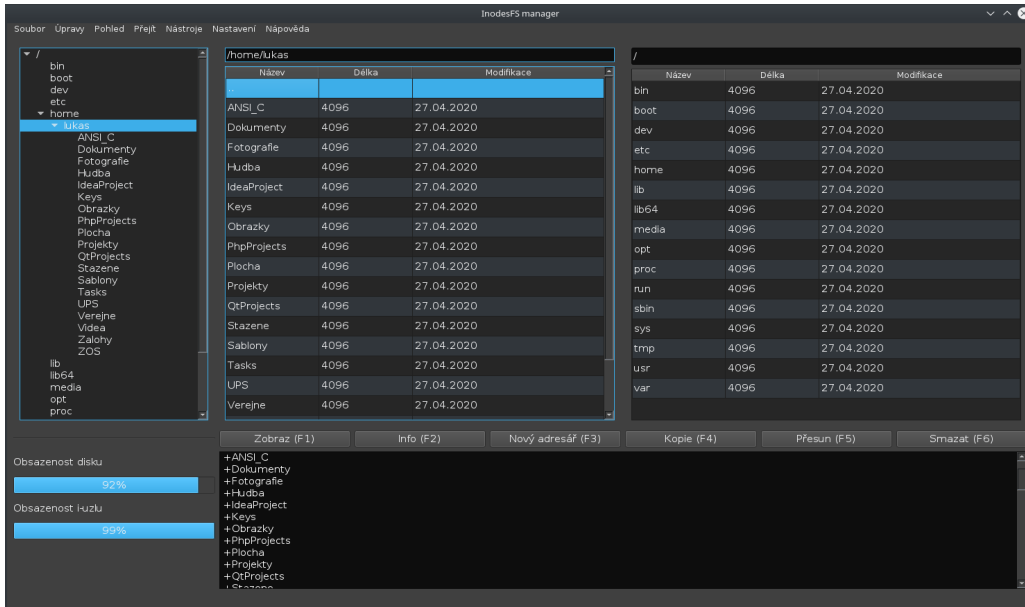 InodesFS manager
Soubor Úpravy Pohled Přejít Nástroje Nastavení Nápověda
/
bin
boot
dev
etc
home
lukas
ANSI_C
Dokumenty
Fotografie
Hudba
IdeaProject
Keys
Obrazky
PhpProjects
Plocha
Projekty
QtProjects
Stazene
Sablony
Tasks
UPS
Verejne
Videa
Zalohy
ZOS
lib
lib64
media
opt
proc
/home/lukas
Název Délka Modifikace
..
ANSI_C 4096 27.04.2020
Dokumenty 4096 27.04.2020
Fotografie 4096 27.04.2020
Hudba 4096 27.04.2020
IdeaProject 4096 27.04.2020
Keys 4096 27.04.2020
Obrazky 4096 27.04.2020
PhpProjects 4096 27.04.2020
Plocha 4096 27.04.2020
Projekty 4096 27.04.2020
QtProjects 4096 27.04.2020
Stazene 4096 27.04.2020
Sablony 4096 27.04.2020
Tasks 4096 27.04.2020
UPS 4096 27.04.2020
Verejne 4096 27.04.2020
/
Název Délka Modifikace
bin 4096 27.04.2020
boot 4096 27.04.2020
dev 4096 27.04.2020
etc 4096 27.04.2020
home 4096 27.04.2020
lib 4096 27.04.2020
lib64 4096 27.04.2020
media 4096 27.04.2020
opt 4096 27.04.2020
proc 4096 27.04.2020
run 4096 27.04.2020
sbin 4096 27.04.2020
sys 4096 27.04.2020
tmp 4096 27.04.2020
usr 4096 27.04.2020
var 4096 27.04.2020
Zobraz (F1) Info (F2) Nový adresář (F3) Kopie (F4) Přesun (F5) Smazat (F6)
Obsazenost disku
92%
Obsazenost i-uzlu
99%
+ANSI_C
+Dokumenty
+Fotografie
+Hudba
+IdeaProject
+Keys
+Obrazky
+PhpProjects
+Plocha
+Projekty
+QtProjects
+Stazene